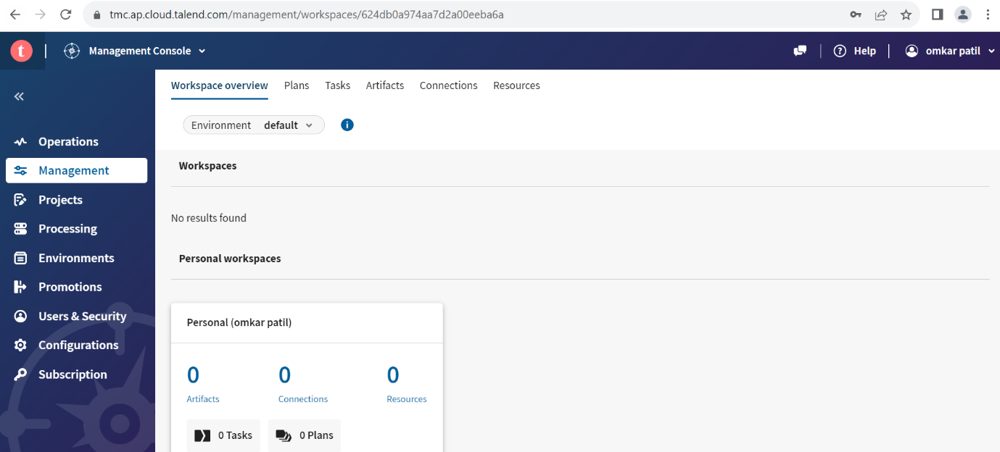 tmc.ap.cloud.talend.com/management/workspaces/624db0a974aa7d2a00eeba6a
t | Management Console Help omkar patil
Workspace overview Plans Tasks Artifacts Connections Resources
Environment default i
Operations
Management
Projects
Processing
Environments
Promotions
Users & Security
Configurations
Subscription
Workspaces
No results found
Personal workspaces
Personal (omkar patil)
0 0 0
Artifacts Connections Resources
0 Tasks 0 Plans